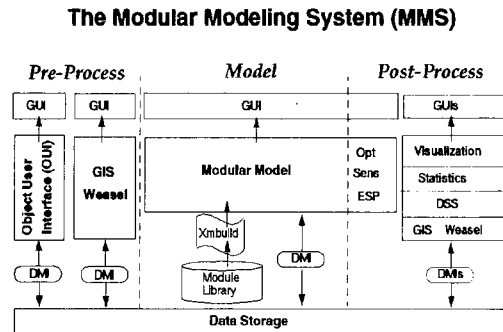 The Modular Modeling System (MMS)
Pre-Process
Model
Post-Process
GUI
GUI
GUI
GUIs
Object User
Interface (OUI)
GIS
Weasel
Modular Model
Opt
Sens
ESP
Visualization
Statistics
DSS
GIS Weasel
Xmbuild
Module
Library
DMI
DMI
DMI
DMIs
Data Storage